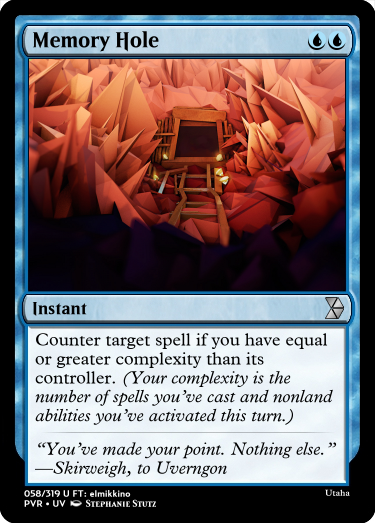 Memory Hole
Instant
Counter target spell if you have equal
or greater complexity than its
controller. (Your complexity is the
number of spells you've cast and nonland
abilities you've activated this turn.)
“You've made your point. Nothing else.”
—Skirweigh, to Uverngon
058/319 U FT: elmikkino
Utaha
PVR • UV Stephanie Stutz